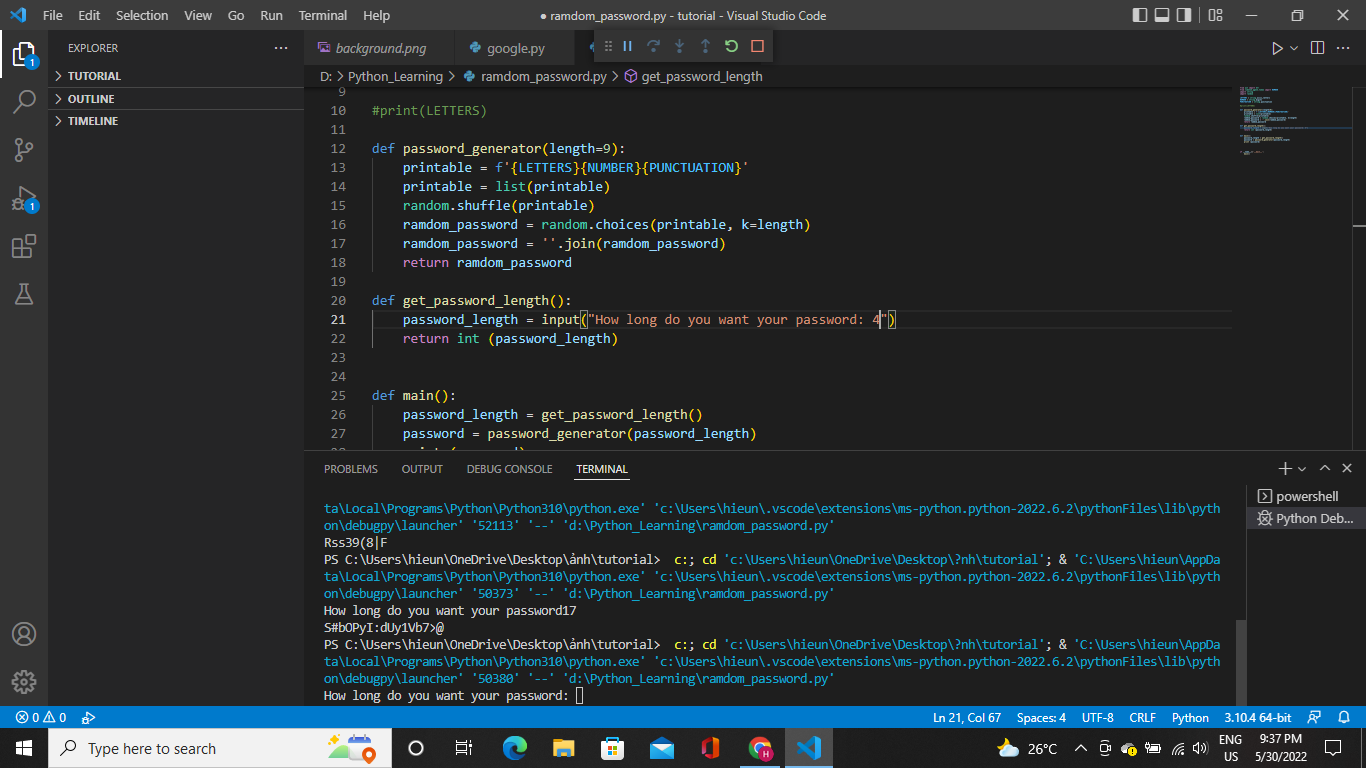 File Edit Selection View Go Run Terminal Help
● ramdom_password.py - tutorial - Visual Studio Code
EXPLORER
TUTORIAL
OUTLINE
TIMELINE
1
1
background.png
google.py
D: > Python_Learning > ramdom_password.py > get_password_length
9
10 #print(LETTERS)
11
12 def password_generator(length=9):
13 printable = f'{LETTERS}{NUMBER}{PUNCTUATION}'
14 printable = list(printable)
15 random.shuffle(printable)
16 ramdom_password = random.choices(printable, k=length)
17 ramdom_password = ''.join(ramdom_password)
18 return ramdom_password
19
20 def get_password_length():
21 password_length = input("How long do you want your password: 4")
22 return int (password_length)
23
24
25 def main():
26 password_length = get_password_length()
27 password = password_generator(password_length)
PROBLEMS OUTPUT DEBUG CONSOLE TERMINAL
ta\Local\Programs\Python\Python310\python.exe' 'c:\Users\hieun\.vscode\extensions\ms-python.python-2022.6.2\pythonFiles\lib\pyth
on\debugpy\launcher' '52113' '--' 'd:\Python_Learning\ramdom_password.py'
Rss39(8|F
PS C:\Users\hieun\OneDrive\Desktop\ảnh\tutorial> c:; cd 'c:\Users\hieun\OneDrive\Desktop\?nh\tutorial'; & 'C:\Users\hieun\AppDa
ta\Local\Programs\Python\Python310\python.exe' 'c:\Users\hieun\.vscode\extensions\ms-python.python-2022.6.2\pythonFiles\lib\pyth
on\debugpy\launcher' '50373' '--' 'd:\Python_Learning\ramdom_password.py'
How long do you want your password17
S#bOPyI:dUy1Vb7>@
PS C:\Users\hieun\OneDrive\Desktop\ảnh\tutorial> c:; cd 'c:\Users\hieun\OneDrive\Desktop\?nh\tutorial'; & 'C:\Users\hieun\AppDa
ta\Local\Programs\Python\Python310\python.exe' 'c:\Users\hieun\.vscode\extensions\ms-python.python-2022.6.2\pythonFiles\lib\pyth
on\debugpy\launcher' '50380' '--' 'd:\Python_Learning\ramdom_password.py'
How long do you want your password:
powershell
Python Deb...
0 0
Ln 21, Col 67 Spaces: 4 UTF-8 CRLF Python 3.10.4 64-bit
Type here to search
H
26°C
ENG
US
9:37 PM
5/30/2022